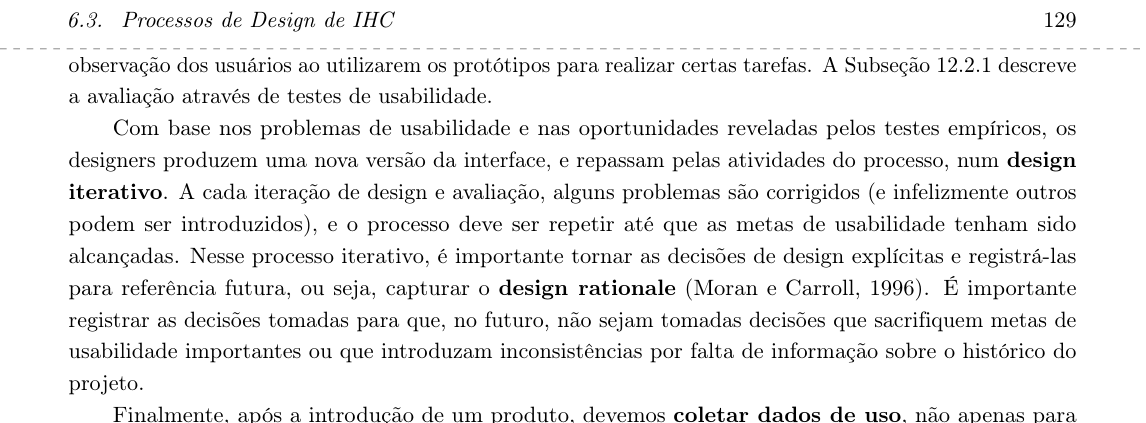 6.3. Processos de Design de IHC 129
observação dos usuários ao utilizarem os protótipos para realizar certas tarefas. A Subseção 12.2.1 descreve
a avaliação através de testes de usabilidade.
Com base nos problemas de usabilidade e nas oportunidades reveladas pelos testes empíricos, os
designers produzem uma nova versão da interface, e repassam pelas atividades do processo, num design
iterativo. A cada iteração de design e avaliação, alguns problemas são corrigidos (e infelizmente outros
podem ser introduzidos), e o processo deve ser repetir até que as metas de usabilidade tenham sido
alcançadas. Nesse processo iterativo, é importante tornar as decisões de design explícitas e registrá-las
para referência futura, ou seja, capturar o design rationale (Moran e Carroll, 1996). É importante
registrar as decisões tomadas para que, no futuro, não sejam tomadas decisões que sacrifiquem metas de
usabilidade importantes ou que introduzam inconsistências por falta de informação sobre o histórico do
projeto.
Finalmente, após a introdução de um produto, devemos coletar dados de uso, não apenas para